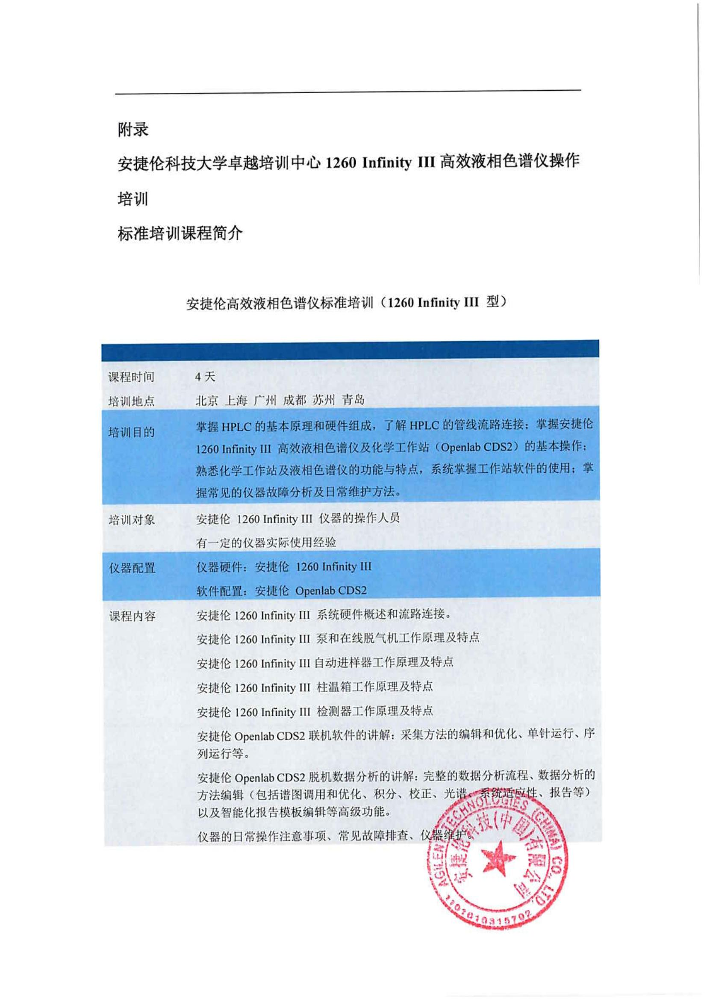 附录
安捷伦科技大学卓越培训中心 1260 Infinity III 高效液相色谱仪操作
培训
标准培训课程简介
安捷伦高效液相色谱仪标准培训（1260 Infinity III 型）
课程时间 4 天
培训地点 北京 上海 广州 成都 苏州 青岛
培训目的 掌握 HPLC 的基本原理和硬件组成，了解 HPLC 的管线流路连接；掌握安捷伦
1260 Infinity III 高效液相色谱仪及化学工作站（Openlab CDS2）的基本操作；
熟悉化学工作站及液相色谱仪的功能与特点，系统掌握工作站软件的使用；掌
握常见的仪器故障分析及日常维护方法。
培训对象 安捷伦 1260 Infinity III 仪器的操作人员
有一定的仪器实际使用经验
仪器配置 仪器硬件：安捷伦 1260 Infinity III
软件配置：安捷伦 Openlab CDS2
课程内容 安捷伦 1260 Infinity III 系统硬件概述和流路连接。
安捷伦 1260 Infinity III 泵和在线脱气机工作原理及特点
安捷伦 1260 Infinity III 自动进样器工作原理及特点
安捷伦 1260 Infinity III 柱温箱工作原理及特点
安捷伦 1260 Infinity III 检测器工作原理及特点
安捷伦 Openlab CDS2 联机软件的讲解：采集方法的编辑和优化、单针运行、序
列运行等。
安捷伦 Openlab CDS2 脱机数据分析的讲解：完整的数据分析流程、数据分析的
方法编辑（包括谱图调用和优化、积分、校正、光谱、系统适应性、报告等）
以及智能化报告模板编辑等高级功能。
仪器的日常操作注意事项、常见故障排查、仪器维护。
AGILENT TECHNOLOGIES (CHINA) CO., LTD.
安捷伦科技(中国)有限公司
1101010315792